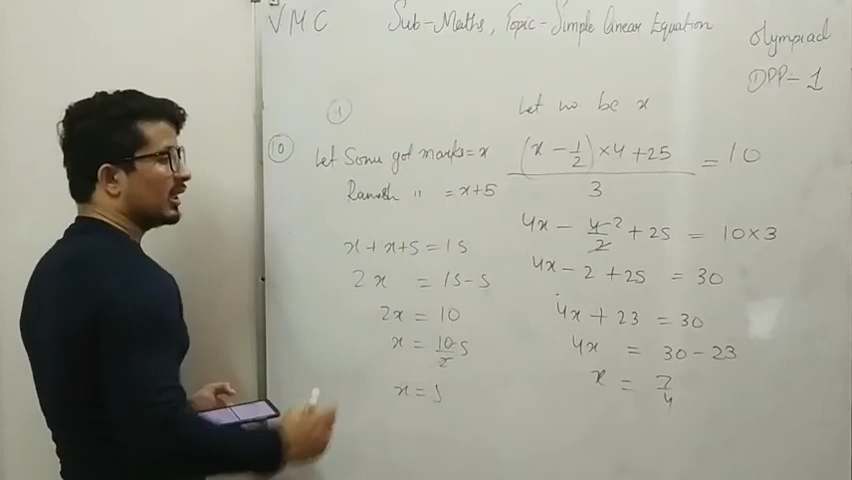 VMC Sub-Maths, Topic-Simple linear Equation
Olympiad
DPP-1
1
Let no be x
10 Let Sonu got marks = x
Ramesh " = x+5
x + x+5 = 15
2x = 15-5
2x = 10
x = 10/2 5
x = 5
((x - 1/2) × 4 + 25)/3 = 10
4x - 4/2 2 + 25 = 10×3
4x - 2 + 25 = 30
4x + 23 = 30
4x = 30 - 23
x = 7/4